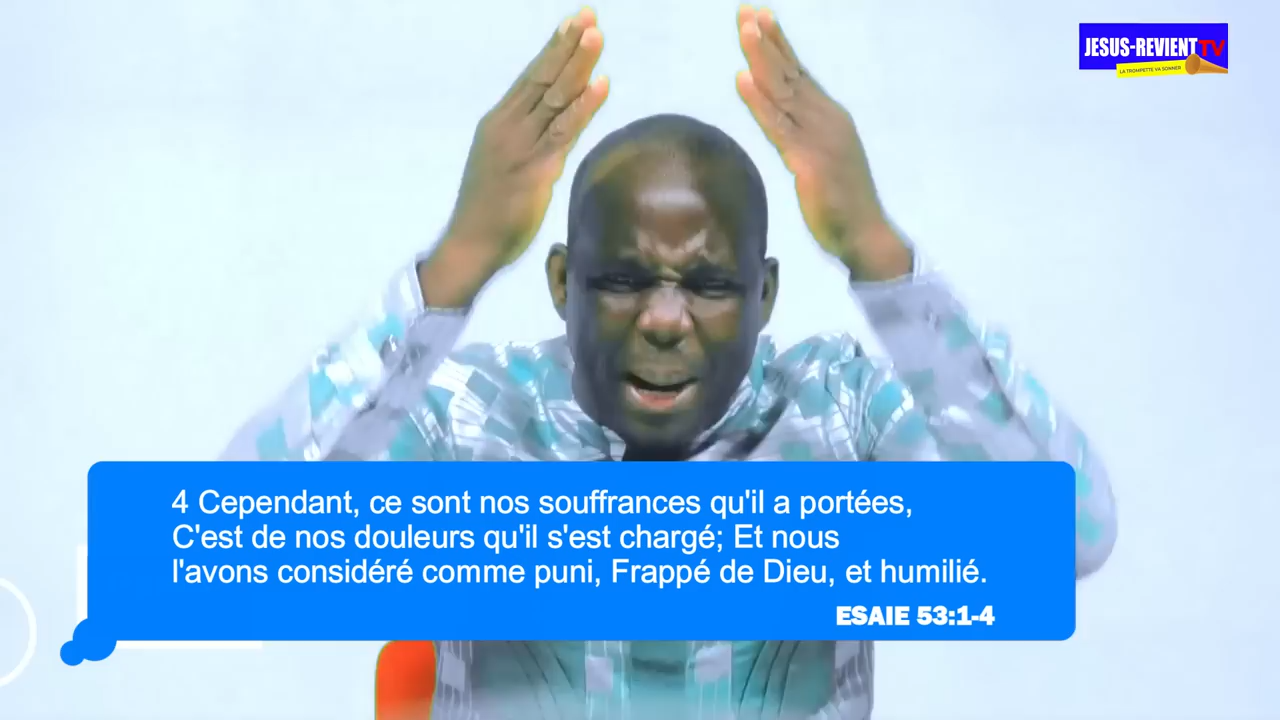 JESUS-REVIENT TV
LA TROMPETTE VA SONNER
4 Cependant, ce sont nos souffrances qu'il a portées,
C'est de nos douleurs qu'il s'est chargé; Et nous
l'avons considéré comme puni, Frappé de Dieu, et humilié.
ESAIE 53:1-4